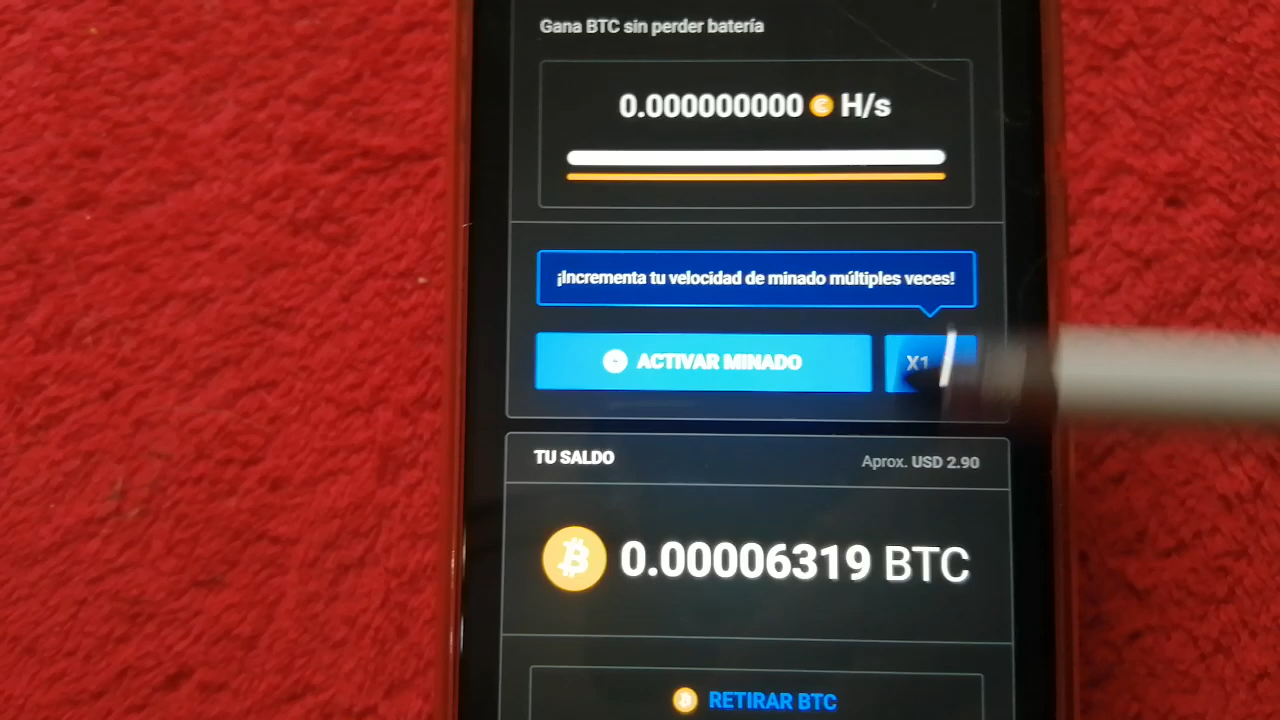 Gana BTC sin perder batería
0.000000000 H/s
¡Incrementa tu velocidad de minado múltiples veces!
ACTIVAR MINADO
X1
TU SALDO
Aprox. USD 2.90
0.00006319 BTC
RETIRAR BTC